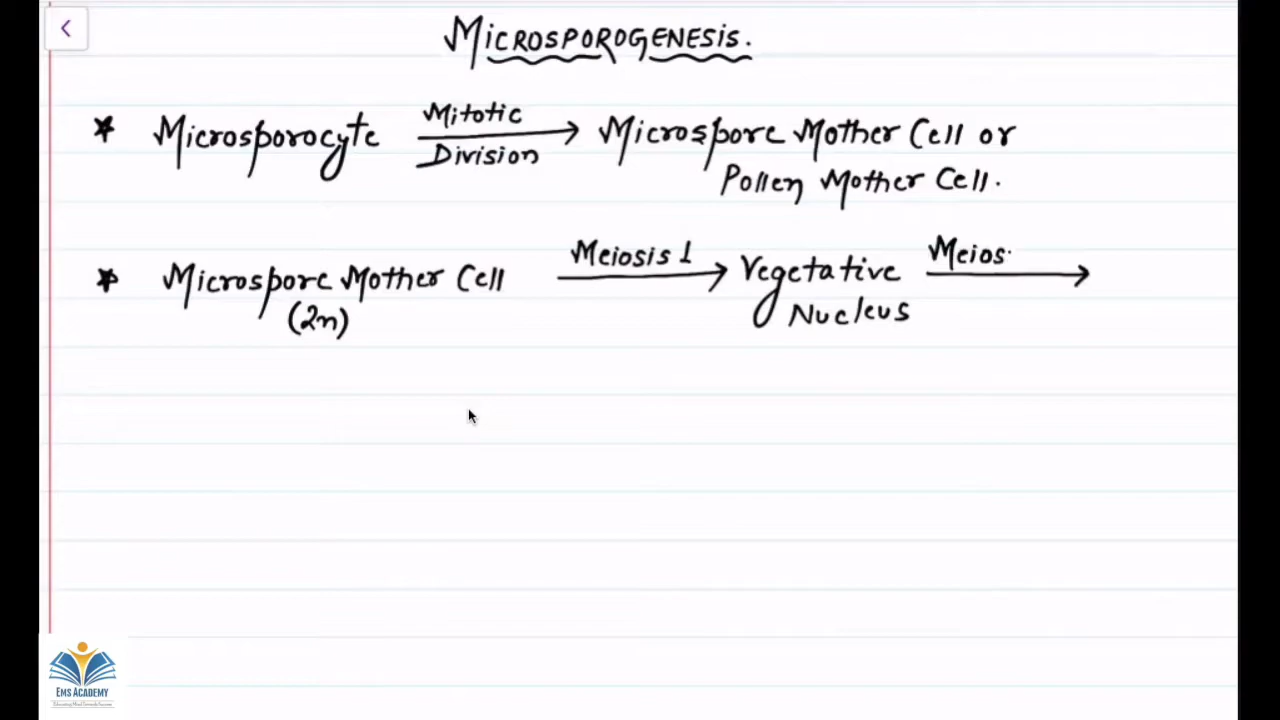 MICROSPOROGENESIS.
* Microsporocyte Mitotic Division → Microspore Mother Cell or
Pollen Mother Cell.
* Microspore Mother Cell Meiosis 1 → Vegetative Meios →
(2n) Nucleus
EMS ACADEMY